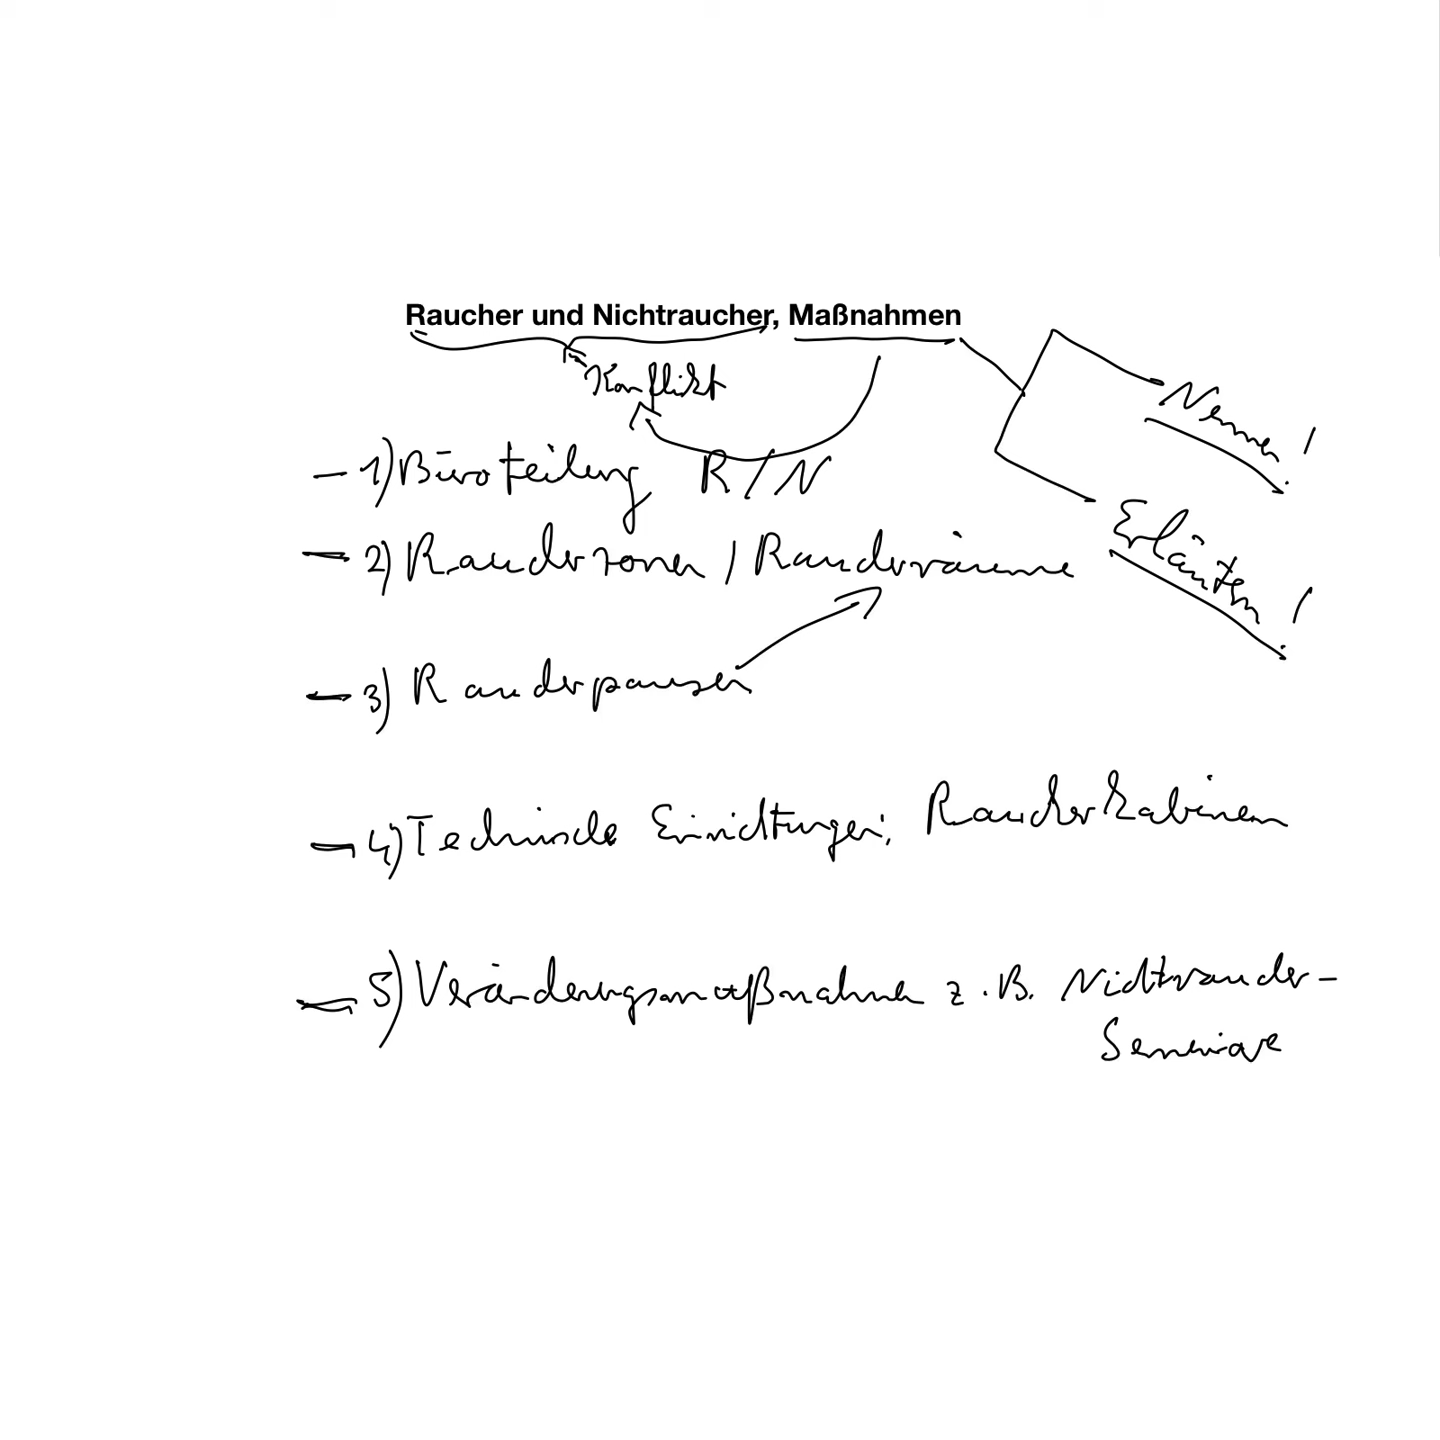 Raucher und Nichtraucher, Maßnahmen
Konflikt
Nennen!
– 1) Büroteilung R/N
Erläutern!
– 2) Raucherzonen / Raucherräume
– 3) Raucherpausen
– 4) Technische Einrichtungen; Raucherkabinen
– 5) Veränderungsmaßnahmen z.B. Nichtraucher-
Seminare